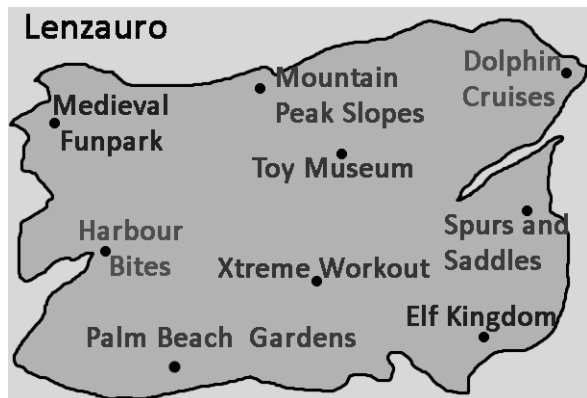 Lenzauro
Mountain
Peak Slopes
Dolphin
Cruises
Medieval
Funpark
Toy Museum
Harbour
Bites
Spurs and
Saddles
Xtreme Workout
Elf Kingdom
Palm Beach Gardens